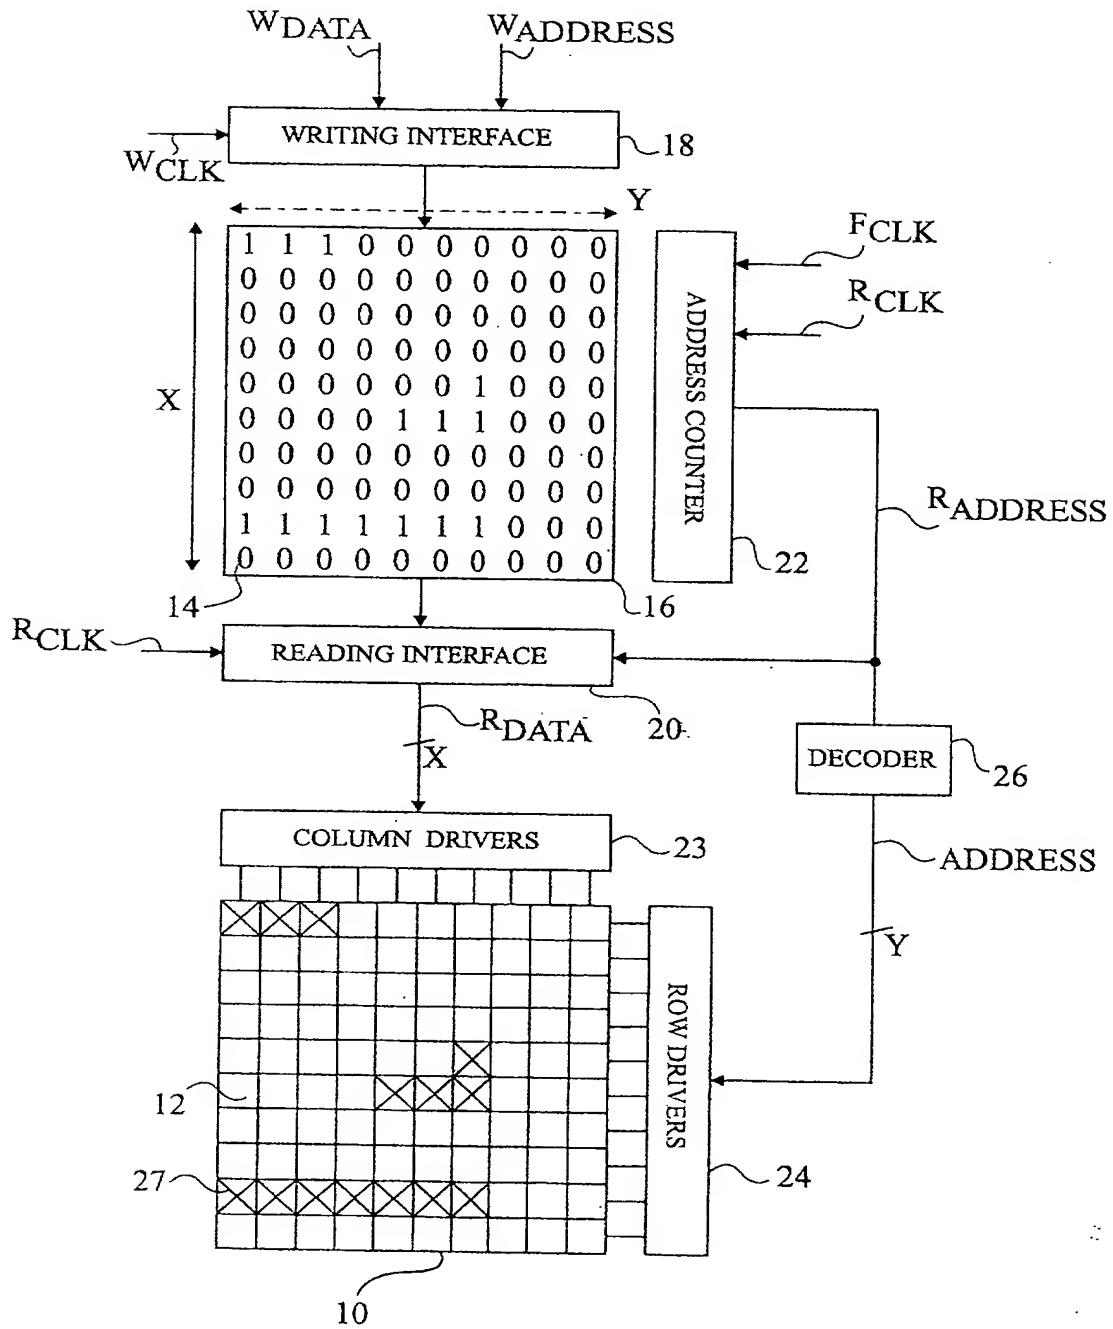 WDATA WADDRESS
WRITING INTERFACE 18
WCLK
Y
FCLK
RCLK
X
1 1 1 0 0 0 0 0 0 0
0 0 0 0 0 0 0 0 0 0
0 0 0 0 0 0 0 0 0 0
0 0 0 0 0 0 0 0 0 0
0 0 0 0 0 0 1 0 0 0
0 0 0 0 1 1 1 0 0 0
0 0 0 0 0 0 0 0 0 0
0 0 0 0 0 0 0 0 0 0
1 1 1 1 1 1 1 0 0 0
0 0 0 0 0 0 0 0 0 0
ADDRESS COUNTER
RADDRESS
14 16 22
RCLK
READING INTERFACE
20
RDATA
X
DECODER 26
COLUMN DRIVERS 23
ADDRESS
Y
ROW DRIVERS
12
27
24
10